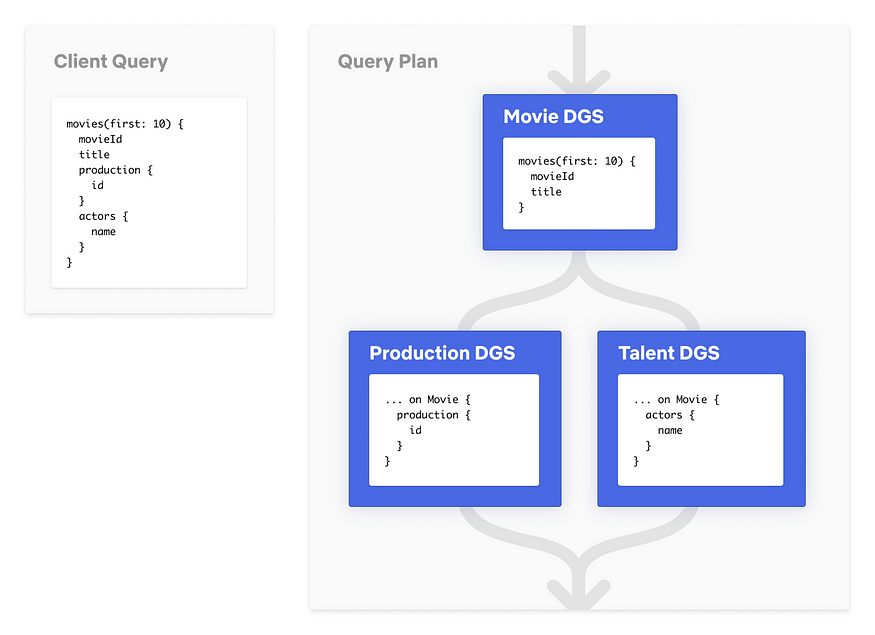 Client Query
movies(first: 10) {
  movieId
  title
  production {
    id
  }
  actors {
    name
  }
}
Query Plan
Movie DGS
movies(first: 10) {
  movieId
  title
}
Production DGS
... on Movie {
  production {
    id
  }
}
Talent DGS
... on Movie {
  actors {
    name
  }
}